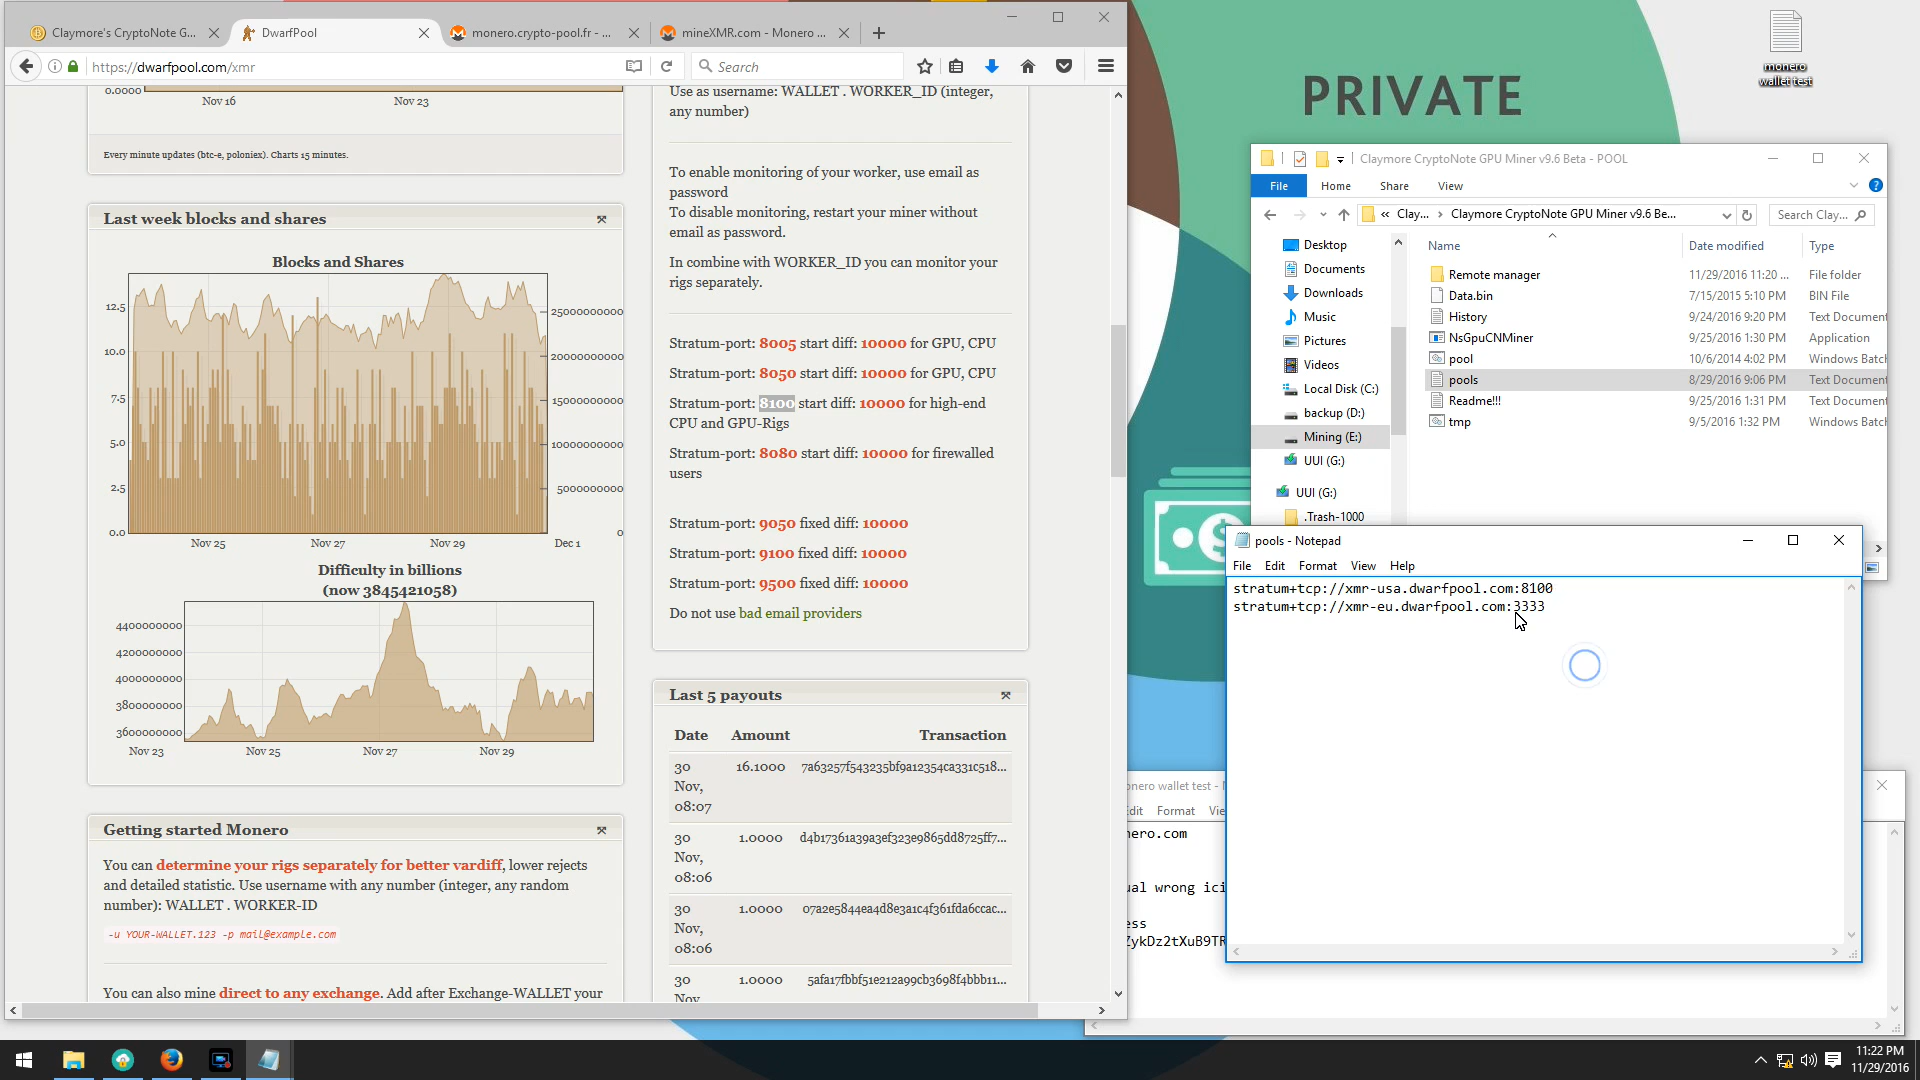 Claymore's CryptoNote G...
DwarfPool
monero.crypto-pool.fr - ...
mineXMR.com - Monero ...
https://dwarfpool.com/xmr
Search
0.0000
Nov 16
Nov 23
Every minute updates (btc-e, poloniex). Charts 15 minutes.
Last week blocks and shares
Blocks and Shares
12.5
10.0
7.5
5.0
2.5
0.0
25000000000
20000000000
15000000000
10000000000
5000000000
0
Nov 25
Nov 27
Nov 29
Dec 1
Difficulty in billions
(now 3845421058)
4400000000
4200000000
4000000000
3800000000
3600000000
Nov 23
Nov 25
Nov 27
Nov 29
Getting started Monero
You can determine your rigs separately for better vardiff, lower rejects
and detailed statistic. Use username with any number (integer, any random
number): WALLET . WORKER-ID
-u YOUR-WALLET.123 -p mail@example.com
You can also mine direct to any exchange. Add after Exchange-WALLET your
Use as username: WALLET . WORKER_ID (integer,
any number)
To enable monitoring of your worker, use email as
password
To disable monitoring, restart your miner without
email as password.
In combine with WORKER_ID you can monitor your
rigs separately.
Stratum-port: 8005 start diff: 10000 for GPU, CPU
Stratum-port: 8050 start diff: 10000 for GPU, CPU
Stratum-port: 8100 start diff: 10000 for high-end
CPU and GPU-Rigs
Stratum-port: 8080 start diff: 10000 for firewalled
users
Stratum-port: 9050 fixed diff: 10000
Stratum-port: 9100 fixed diff: 10000
Stratum-port: 9500 fixed diff: 10000
Do not use bad email providers
Last 5 payouts
Date Amount Transaction
30 Nov, 08:07 16.1000 7a63257f543235bf9a12354ca331c518...
30 Nov, 08:06 1.0000 d4b17361a39a3ef323e9865dd8725ff7...
30 Nov, 08:06 1.0000 07a2e5844ea4d8e3a1c4f361fda6ccac...
30 Nov 1.0000 5afa17fbbf51e212a99cb3698f4bbb11...
PRIVATE
monero
wallet test
Claymore CryptoNote GPU Miner v9.6 Beta - POOL
File Home Share View
« Clay... › Claymore CryptoNote GPU Miner v9.6 Be...
Search Clay...
Desktop
Documents
Downloads
Music
Pictures
Videos
Local Disk (C:)
backup (D:)
Mining (E:)
UUI (G:)
UUI (G:)
.Trash-1000
Name Date modified Type
Remote manager 11/29/2016 11:20 ... File folder
Data.bin 7/15/2015 5:10 PM BIN File
History 9/24/2016 9:20 PM Text Document
NsGpuCNMiner 9/25/2016 1:30 PM Application
pool 10/6/2014 4:02 PM Windows Batch
pools 8/29/2016 9:06 PM Text Document
Readme!!! 9/25/2016 1:31 PM Text Document
tmp 9/5/2016 1:32 PM Windows Batch
pools - Notepad
File Edit Format View Help
stratum+tcp://xmr-usa.dwarfpool.com:8100
stratum+tcp://xmr-eu.dwarfpool.com:3333
onero wallet test - N
dit Format Vie
nero.com
ual wrong ici
ess
ZykDz2tXuB9TR
11:22 PM
11/29/2016